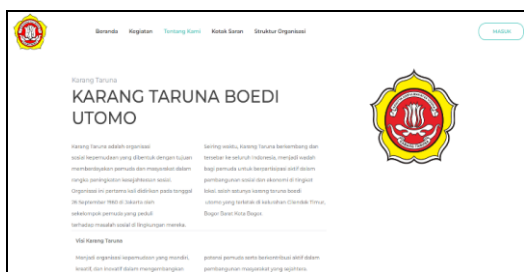 Beranda Kegiatan Tentang Kami Kotak Saran Struktur Organisasi
MASUK
Karang Taruna
KARANG TARUNA BOEDI
UTOMO
Karang Taruna adalah organisasi
sosial kepemudaan yang dibentuk dengan tujuan
memberdayakan pemuda dan masyarakat dalam
rangka peningkatan kesejahteraan sosial.
Organisasi ini pertama kali didirikan pada tanggal
26 September 1960 di Jakarta oleh
sekelompok pemuda yang peduli
terhadap masalah sosial di lingkungan mereka.
Seiring waktu, Karang Taruna berkembang dan
tersebar ke seluruh Indonesia, menjadi wadah
bagi pemuda untuk berpartisipasi aktif dalam
pembangunan sosial dan ekonomi di tingkat
lokal. salah satunya karang taruna boedi
utomo yang terletak di kelurahan Cilendek Timur,
Bogor Barat Kota Bogor.
Visi Karang Taruna
Menjadi organisasi kepemudaan yang mandiri,
kreatif, dan inovatif dalam mengembangkan
potensi pemuda serta berkontribusi aktif dalam
pembangunan masyarakat yang sejahtera.